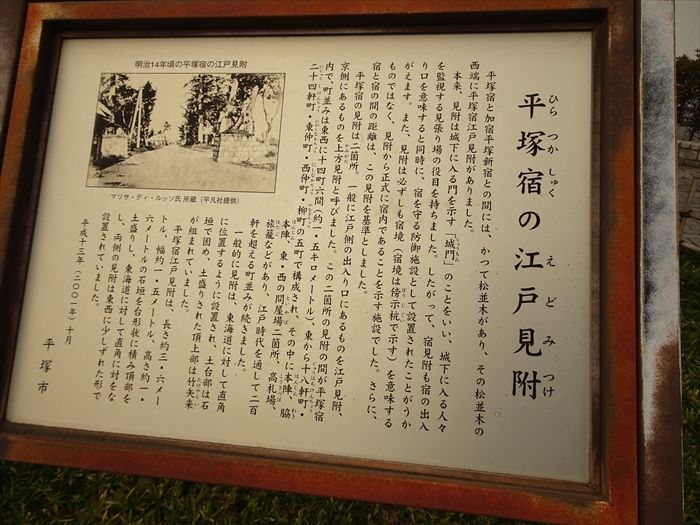 平塚宿の江戸見附
ひらつかしゅく えどみつけ
平塚宿と加宿平塚新宿との間には、かつて松並木があり、その松並木の
西端に平塚宿江戸見附がありました。
本来、見附は城下に入る門を示す「城門」のことをいい、城下に入る人々
じょうもん
を監視する見張り場の役目を持ちました。したがって、宿見附も宿の出入
り口を意味すると同時に、宿を守る防御施設として設置されたことがうか
がえます。また、見附は必ずしも宿境（宿境は傍示杭で示す）を意味する
ものではなく、見附から正式に宿内であることを示す施設でした。さらに、
宿と宿の間の距離は、この見附を基準としました。
平塚宿の見附は二箇所、一般に江戸側の出入り口にあるものを江戸見附、
京側にあるものを上方見附と呼びました。この二箇所の見附の間が平塚宿
かみがた
内で、町並みは東西に十四町六間（約一・五キロメートル）、東から十八軒町・
二十四軒町・東仲町・西仲町・柳町の五町で構成され、その中に本陣、脇
本陣、東・西の問屋場二箇所、高札場、
旅籠などがあり、江戸時代を通して二百
軒を超える町並みが続きました。
一般的に見附は、東海道に対して直角
に位置するように設置され、土台部は石
垣で固め、土盛りされた頂上部は竹矢来
が組まれていました。
平塚宿江戸見附は、長さ約三・六メー
トル、幅約一・五メートル、高さ約一・
六メートルの石垣を台形状に積み頂部を
土盛りし、東海道に対して直角に対をな
し、両側の見附は東西に少しずれた形で
設置されていました。
平成十三年（二〇〇一年）十月
平塚市
明治14年頃の平塚宿の江戸見附
マリサ・ディ・ルッソ氏 所蔵（平凡社提供）